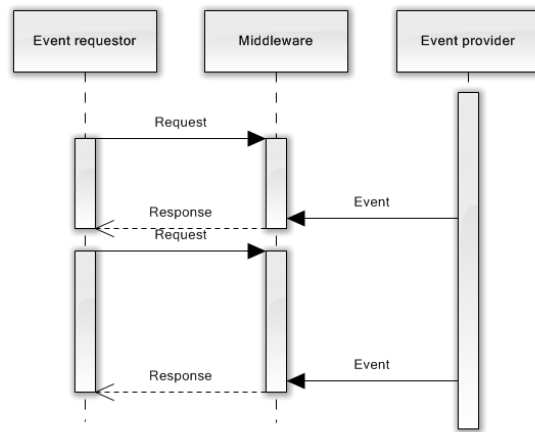 Event requestor
Middleware
Event provider
Request
Event
Response
Request
Event
Response